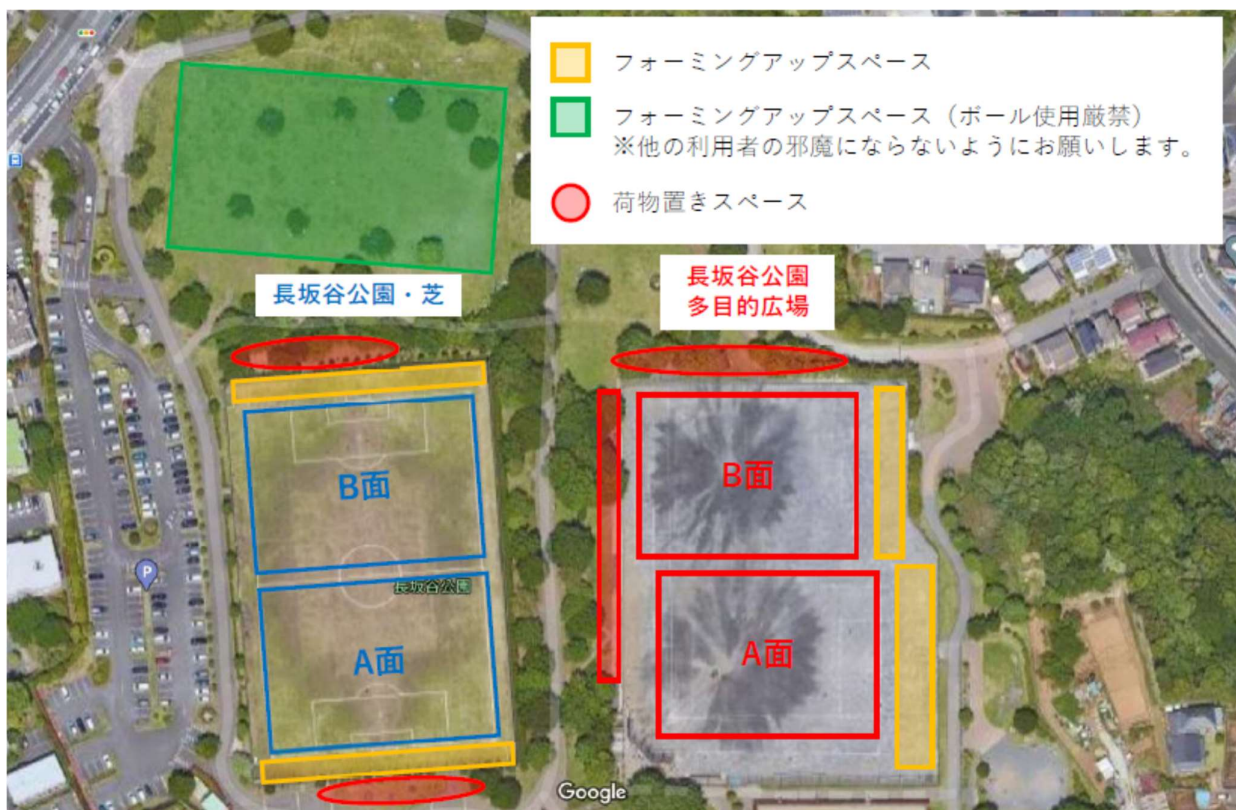 フォーミングアップスペース
フォーミングアップスペース（ボール使用厳禁）
※他の利用者の邪魔にならないようにお願いします。
荷物置きスペース
長坂谷公園・芝
長坂谷公園
多目的広場
B面
B面
長坂谷公園
A面
A面
P
Google